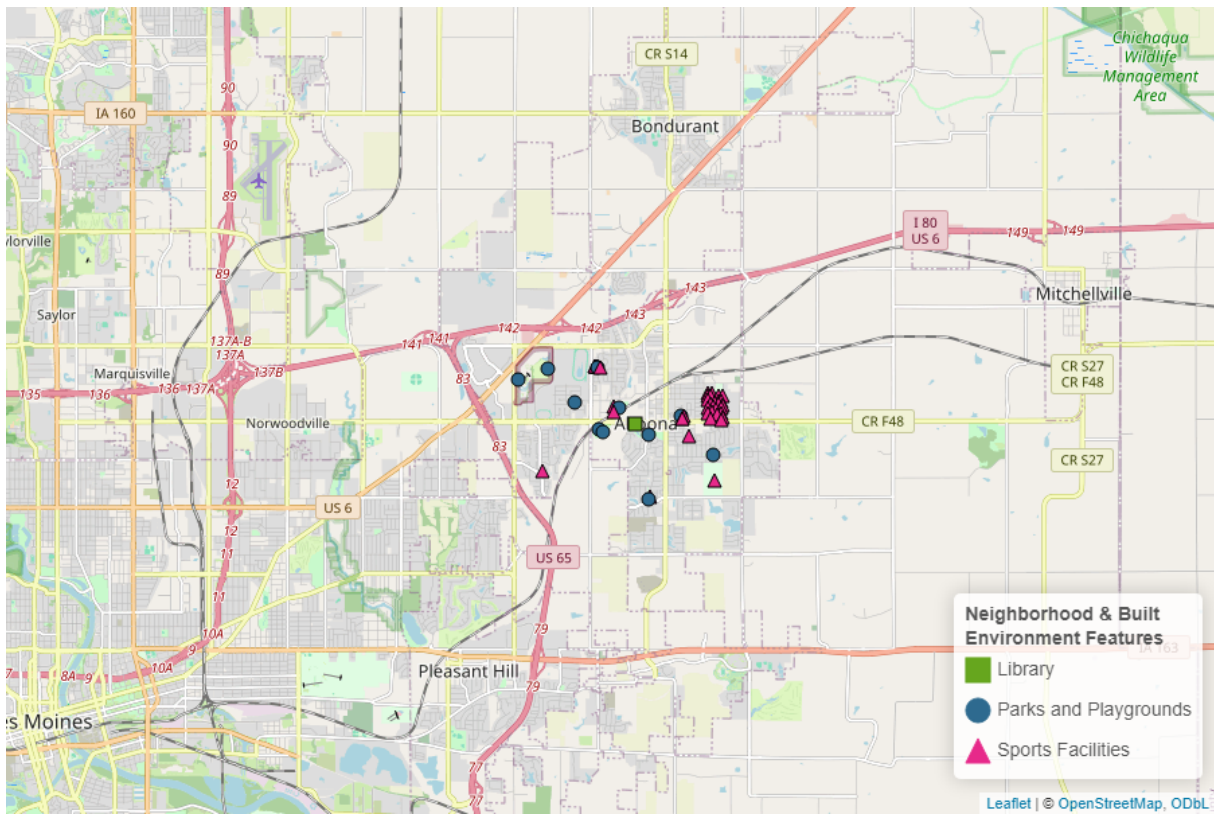 CR S14
Chichaqua
Wildlife
Management
Area
90
IA 160
Bondurant
90
89
I 80
US 6
149
149
ylorville
89
143
Mitchellville
Saylor
143
142
142
141
141
137A-B
137A
137B
Marquisville
135
136
136
137A
83
CR S27
CR F48
Norwoodville
CR F48
83
CR S27
12
US 6
12
11
US 65
11
79
10A
9
10A
9
8A
7
Pleasant Hill
79
es Moines
77
77
IA 163
Neighborhood & Built
Environment Features
Library
Parks and Playgrounds
Sports Facilities
Leaflet | © OpenStreetMap, ODbL